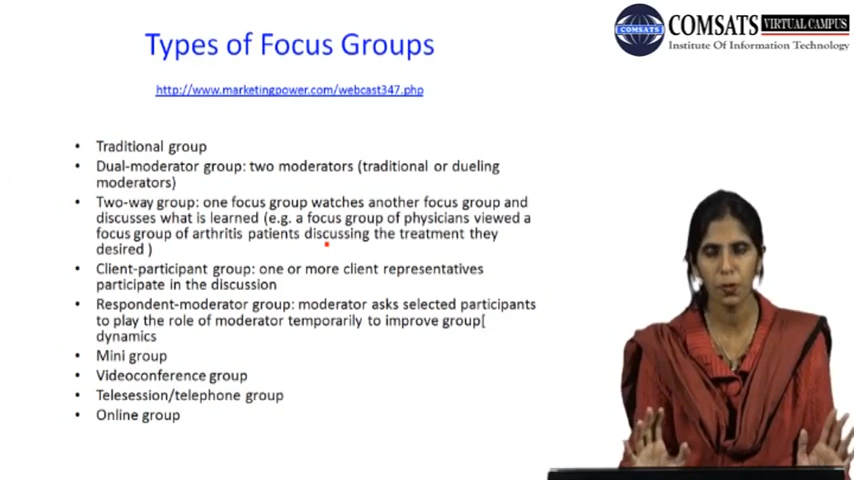 Types of Focus Groups
http://www.marketingpower.com/webcast347.php
• Traditional group
• Dual-moderator group: two moderators (traditional or dueling
moderators)
• Two-way group: one focus group watches another focus group and
discusses what is learned (e.g. a focus group of physicians viewed a
focus group of arthritis patients discussing the treatment they
desired )
• Client-participant group: one or more client representatives
participate in the discussion
• Respondent-moderator group: moderator asks selected participants
to play the role of moderator temporarily to improve group[
dynamics
• Mini group
• Videoconference group
• Telesession/telephone group
• Online group
COMSATS
COMSATS VIRTUAL CAMPUS
Institute Of Information Technology